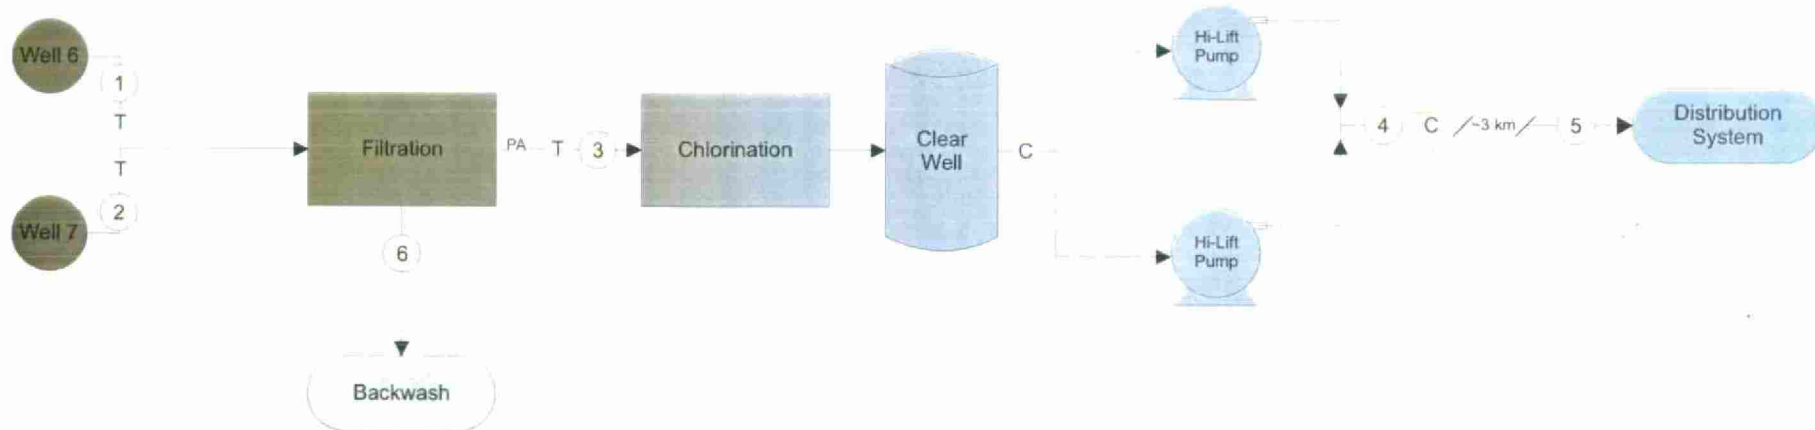 Well 6
1
T
T
2
Well 7
Filtration
6
Backwash
PA
T
3
Chlorination
Clear
Well
C
Hi-Lift
Pump
Hi-Lift
Pump
4
C
~3 km
5
Distribution
System